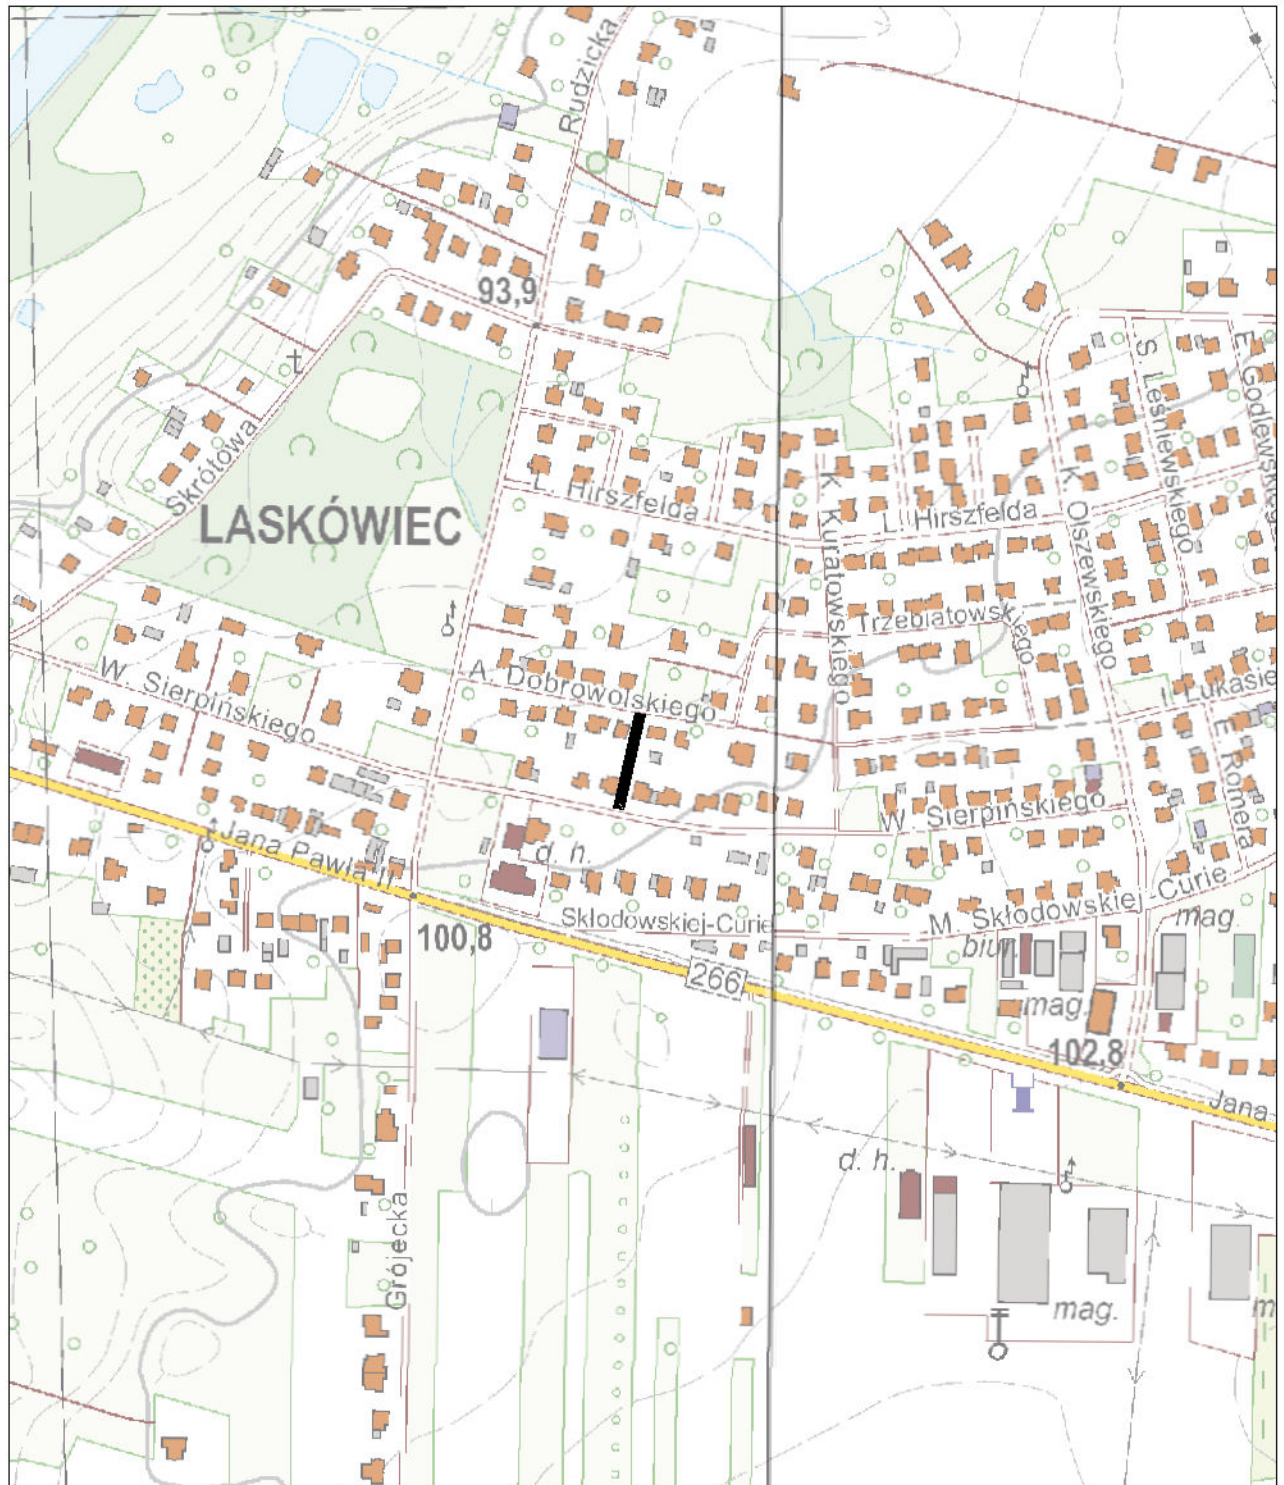 Rudzicka
93,9
Skrótowa
LASKÓWIEC
L. Hirszfelda
K. Kuratowskiego
L. Hirszfelda
K. Olszewskiego
S. Leśniewskiego
E. Godlewskiego
Trzebiatowskiego
A. Dobrowolskiego
W. Sierpińskiego
I. Łukasie
E. Romera
W. Sierpińskiego
Jana Pawła II
d. h.
Skłodowskiej-Curie
M. Skłodowskiej-Curie
100,8
266
biur.
mag.
mag
102,8
Jana
d. h.
Grójecka
mag.
m